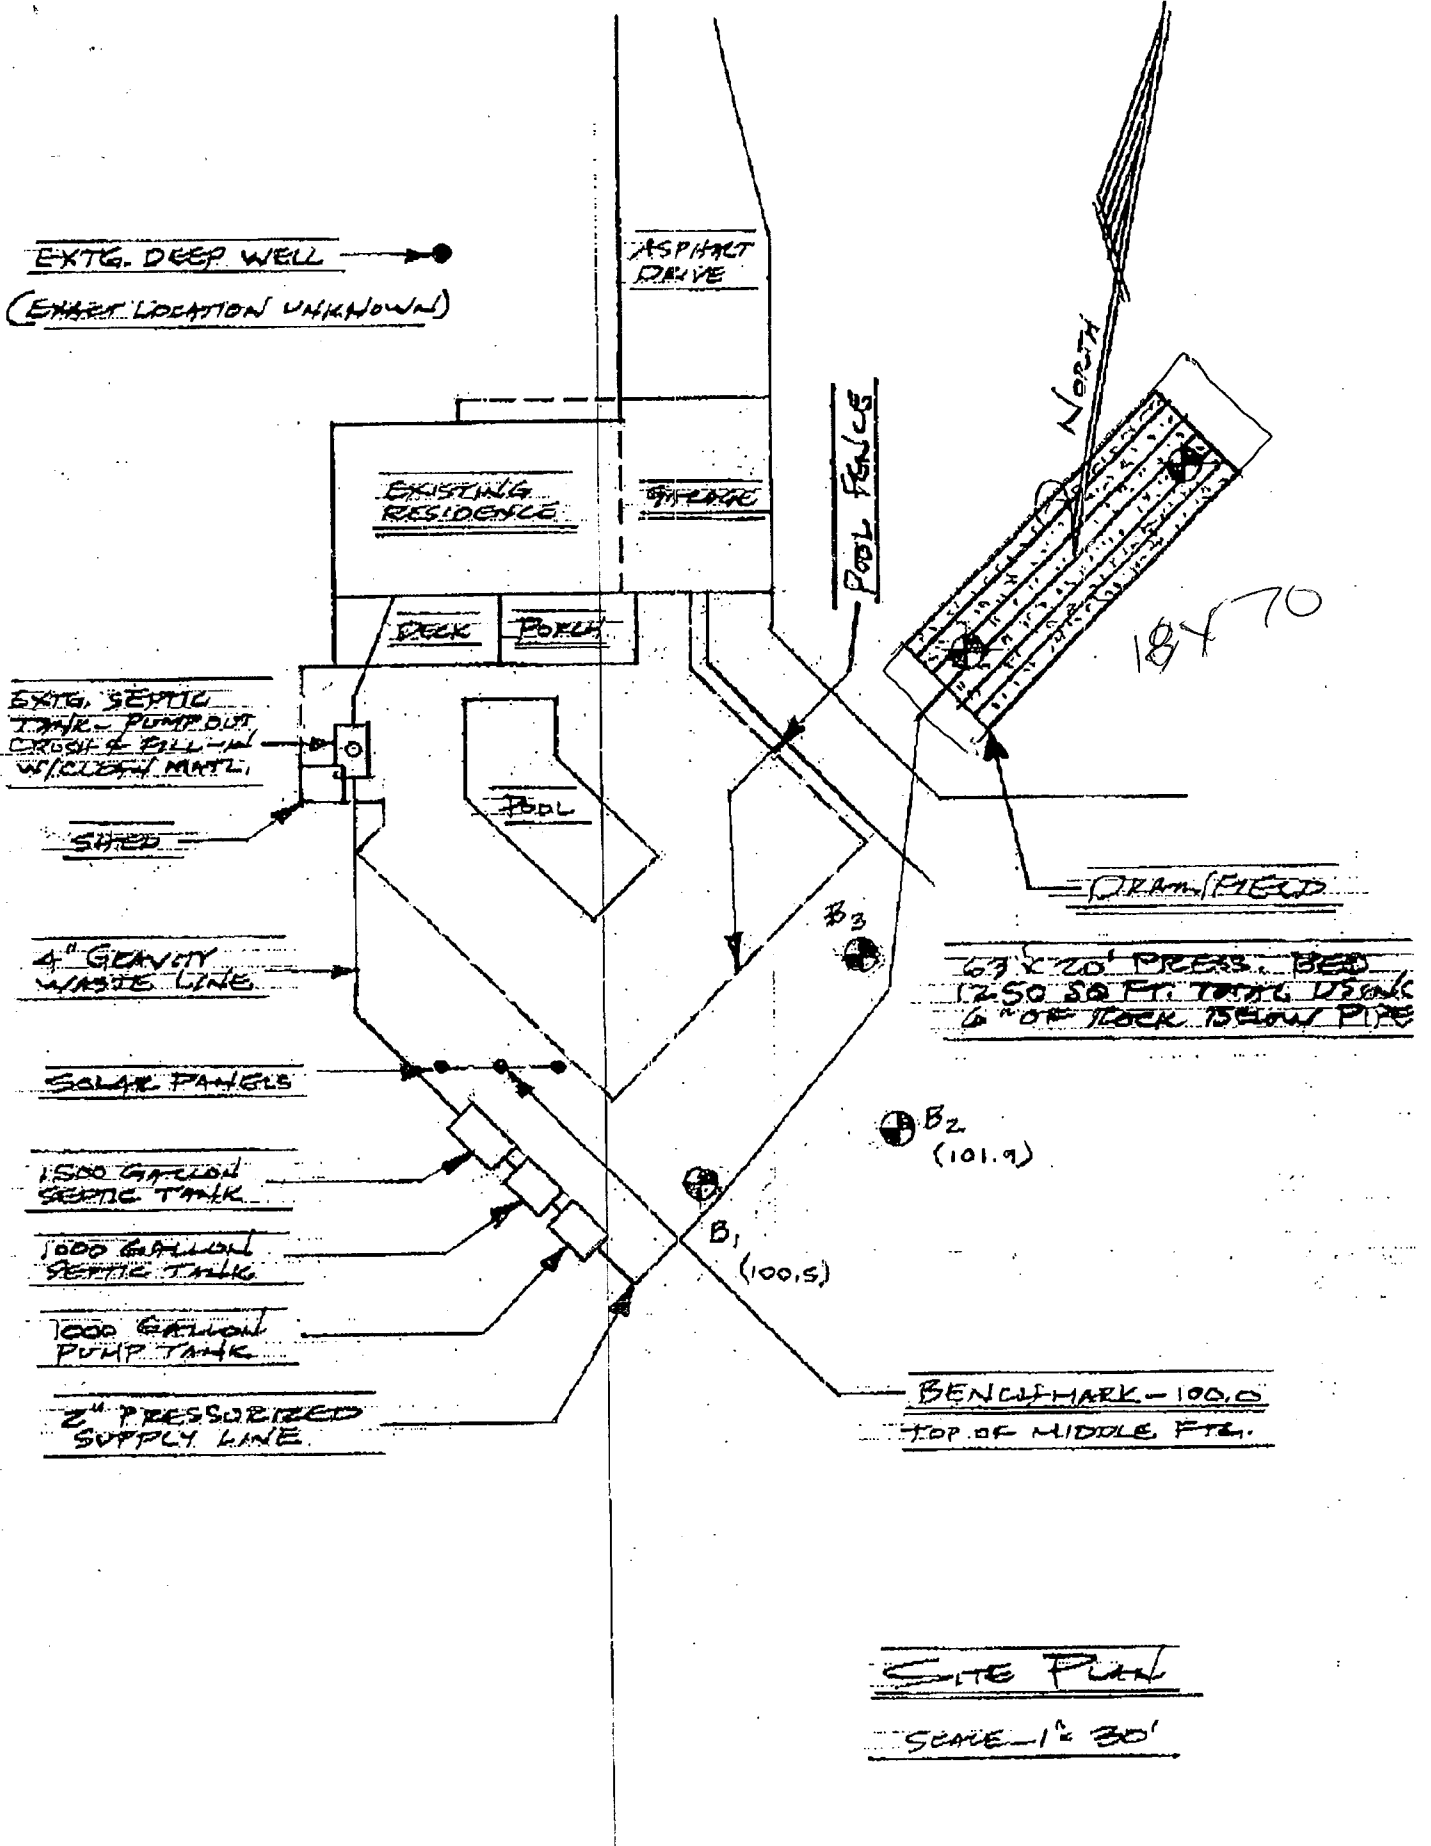 EXTG. DEEP WELL
(EXACT LOCATION UNKNOWN)
ASPHALT
DRIVE
NORTH
POOL FENCE
EXISTING
RESIDENCE
GARAGE
DECK
PORCH
18 X 70
EXTG. SEPTIC
TANK - PUMP OUT
CRUSH & FILL-IN
W/CLEAN MATL.
POOL
SHED
DRAINFIELD
B3
4" GRAVITY
WASTE LINE
X 20' PRESS. BED
1250 SQ FT. TOTAL USING
6" OF ROCK BELOW PIPE
SOLAR PANELS
B2
(101.9)
1500 GALLON
SEPTIC TANK
B1
(100.5)
1000 GALLON
SEPTIC TANK
1000 GALLON
PUMP TANK
BENCHMARK - 100.0
TOP OF MIDDLE FTG.
2" PRESSURIZED
SUPPLY LINE
SITE PLAN
SCALE - 1" = 30'